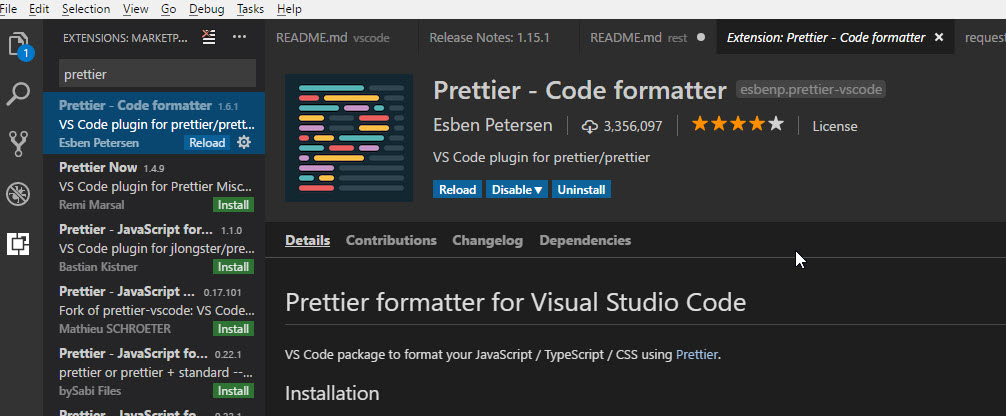 File Edit Selection View Go Debug Tasks Help
EXTENSIONS: MARKETP...
README.md vscode
Release Notes: 1.15.1
README.md rest
Extension: Prettier - Code formatter
request
1
prettier
Prettier - Code formatter 1.6.1
VS Code plugin for prettier/prett...
Esben Petersen Reload
Prettier Now 1.4.9
VS Code plugin for Prettier Misc...
Remi Marsal Install
Prettier - JavaScript for... 1.1.0
VS Code plugin for jlongster/pre...
Bastian Kistner Install
Prettier - JavaScript ... 0.17.101
Fork of prettier-vscode: VS Code...
Mathieu SCHROETER Install
Prettier - JavaScript fo... 0.22.1
prettier or prettier + standard --...
bySabi Files Install
Prettier - JavaScript fo...
Prettier - Code formatter esbenp.prettier-vscode
Esben Petersen 3,356,097 License
VS Code plugin for prettier/prettier
Reload Disable Uninstall
Details Contributions Changelog Dependencies
Prettier formatter for Visual Studio Code
VS Code package to format your JavaScript / TypeScript / CSS using Prettier.
Installation